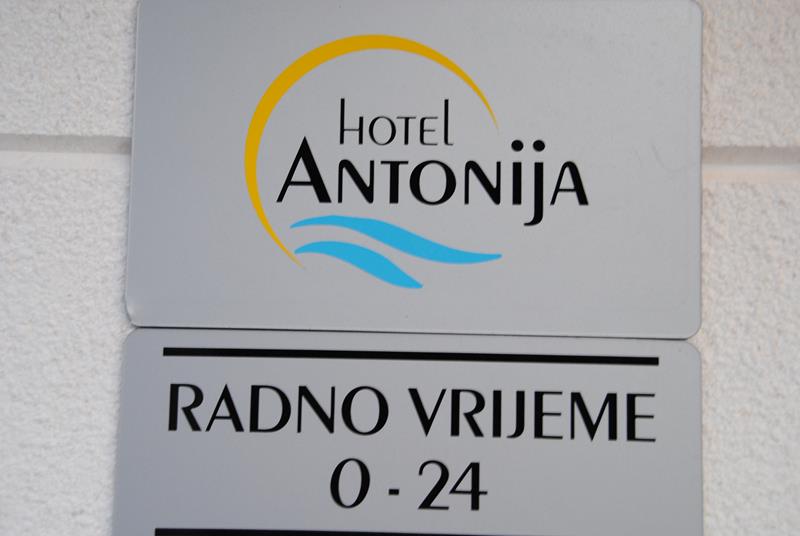 HOTEL
ANTONIJA
RADNO VRIJEME
0 - 24